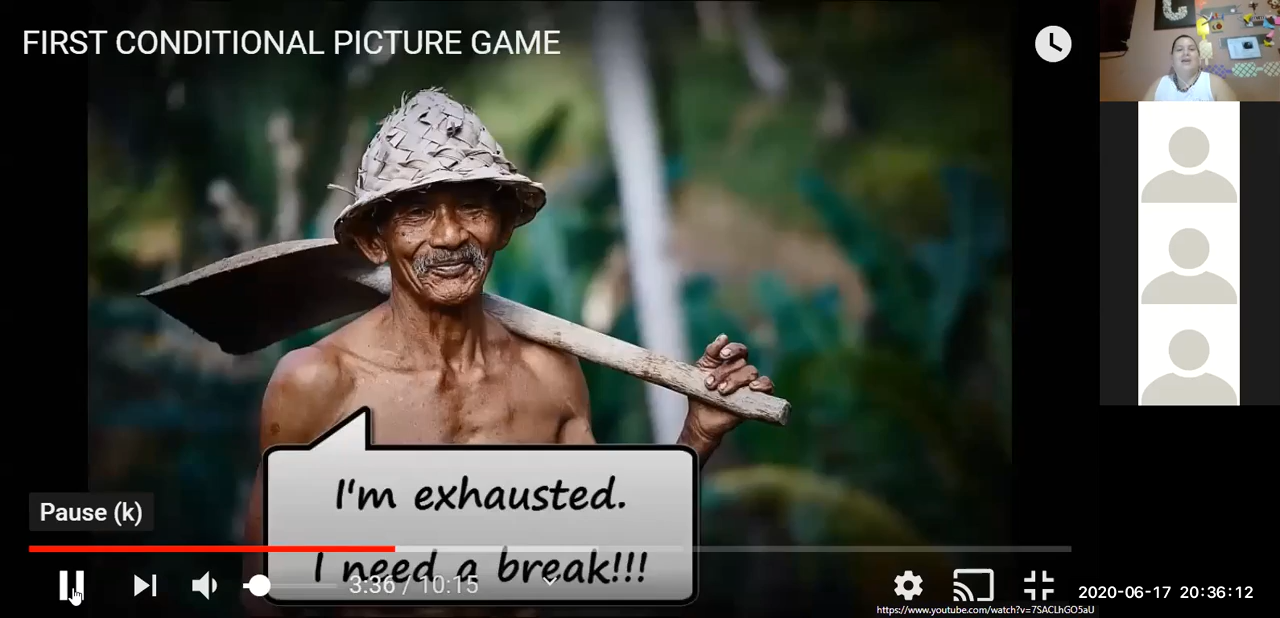 FIRST CONDITIONAL PICTURE GAME
I'm exhausted.
Pause (k)
I need a break!!!
3:36 / 10:15
2020-06-17 20:36:12
https://www.youtube.com/watch?v=7SACLhGO5aU